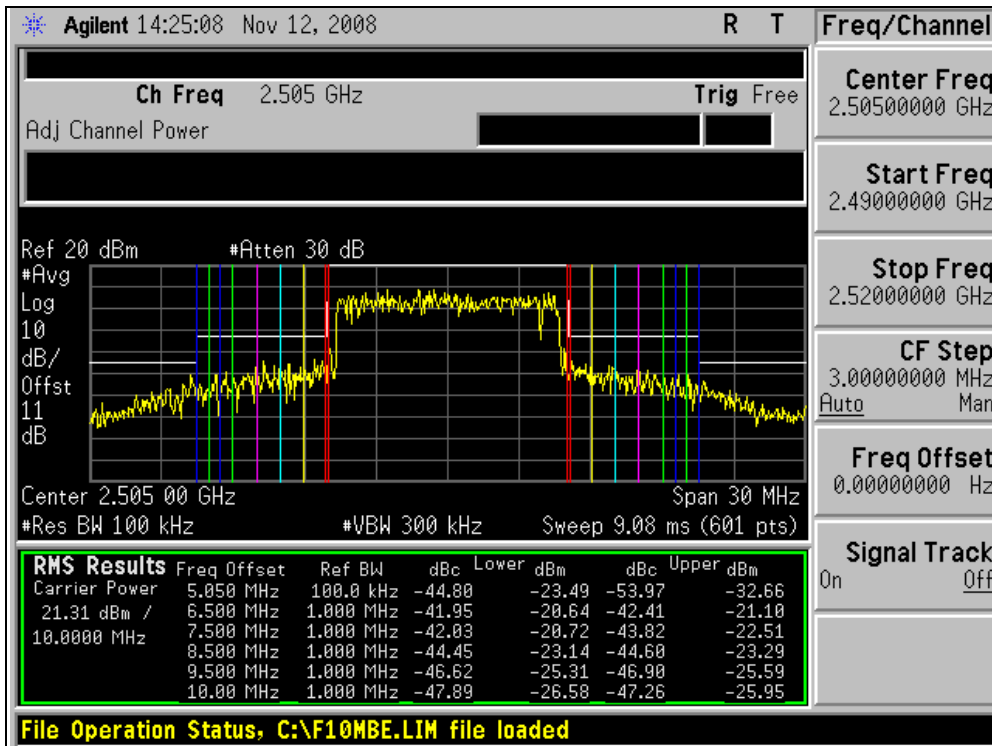 Agilent 14:25:08 Nov 12, 2008 R T
Freq/Channel
Ch Freq 2.505 GHz Trig Free
Adj Channel Power
Center Freq
2.50500000 GHz
Start Freq
2.49000000 GHz
Stop Freq
2.52000000 GHz
CF Step
3.00000000 MHz
Auto Man
Freq Offset
0.00000000 Hz
Signal Track
On Off
Ref 20 dBm #Atten 30 dB
#Avg
Log
10
dB/
Offst
11
dB
Center 2.505 00 GHz Span 30 MHz
#Res BW 100 kHz #VBW 300 kHz Sweep 9.08 ms (601 pts)
RMS Results Freq Offset Ref BW dBc Lower dBm dBc Upper dBm
Carrier Power 5.050 MHz 100.0 kHz -44.80 -23.49 -53.97 -32.66
21.31 dBm / 6.500 MHz 1.000 MHz -41.95 -20.64 -42.41 -21.10
10.0000 MHz 7.500 MHz 1.000 MHz -42.03 -20.72 -43.82 -22.51
8.500 MHz 1.000 MHz -44.45 -23.14 -44.60 -23.29
9.500 MHz 1.000 MHz -46.62 -25.31 -46.90 -25.59
10.00 MHz 1.000 MHz -47.89 -26.58 -47.26 -25.95
File Operation Status, C:\F10MBE.LIM file loaded